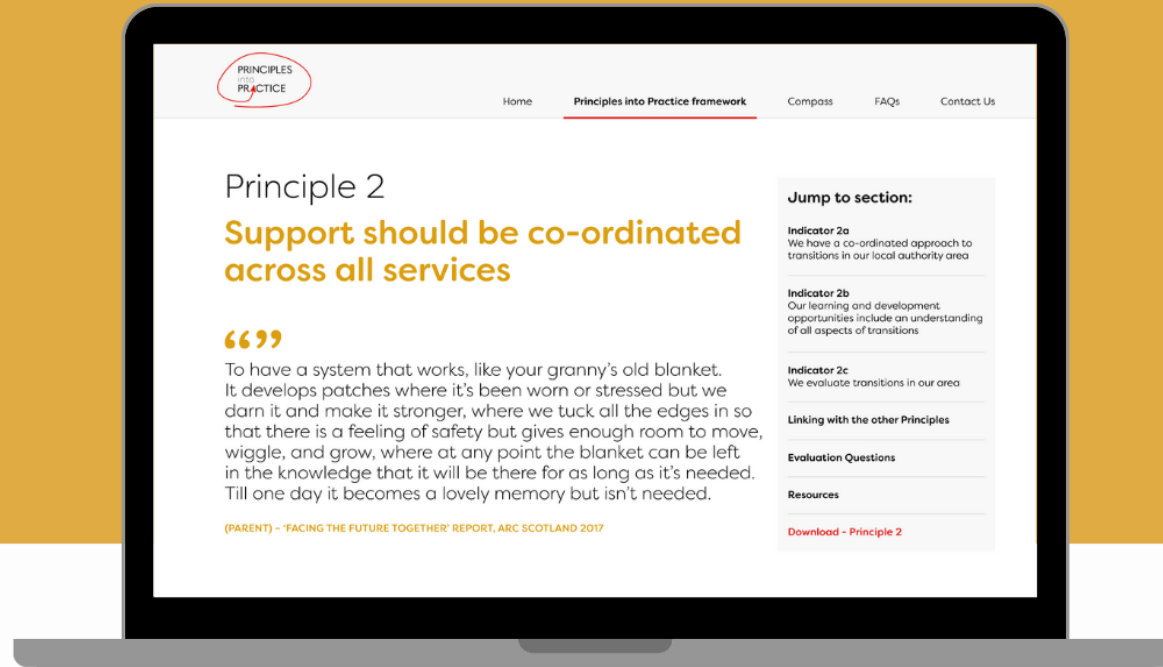 PRINCIPLES
into
PRACTICE
Home Principles into Practice framework Compass FAQs Contact Us
Principle 2
Support should be co-ordinated
across all services
“”
To have a system that works, like your granny’s old blanket.
It develops patches where it’s been worn or stressed but we
darn it and make it stronger, where we tuck all the edges in so
that there is a feeling of safety but gives enough room to move,
wiggle, and grow, where at any point the blanket can be left
in the knowledge that it will be there for as long as it’s needed.
Till one day it becomes a lovely memory but isn’t needed.
(PARENT) – ‘FACING THE FUTURE TOGETHER’ REPORT, ARC SCOTLAND 2017
Jump to section:
Indicator 2a
We have a co-ordinated approach to
transitions in our local authority area
Indicator 2b
Our learning and development
opportunities include an understanding
of all aspects of transitions
Indicator 2c
We evaluate transitions in our area
Linking with the other Principles
Evaluation Questions
Resources
Download - Principle 2